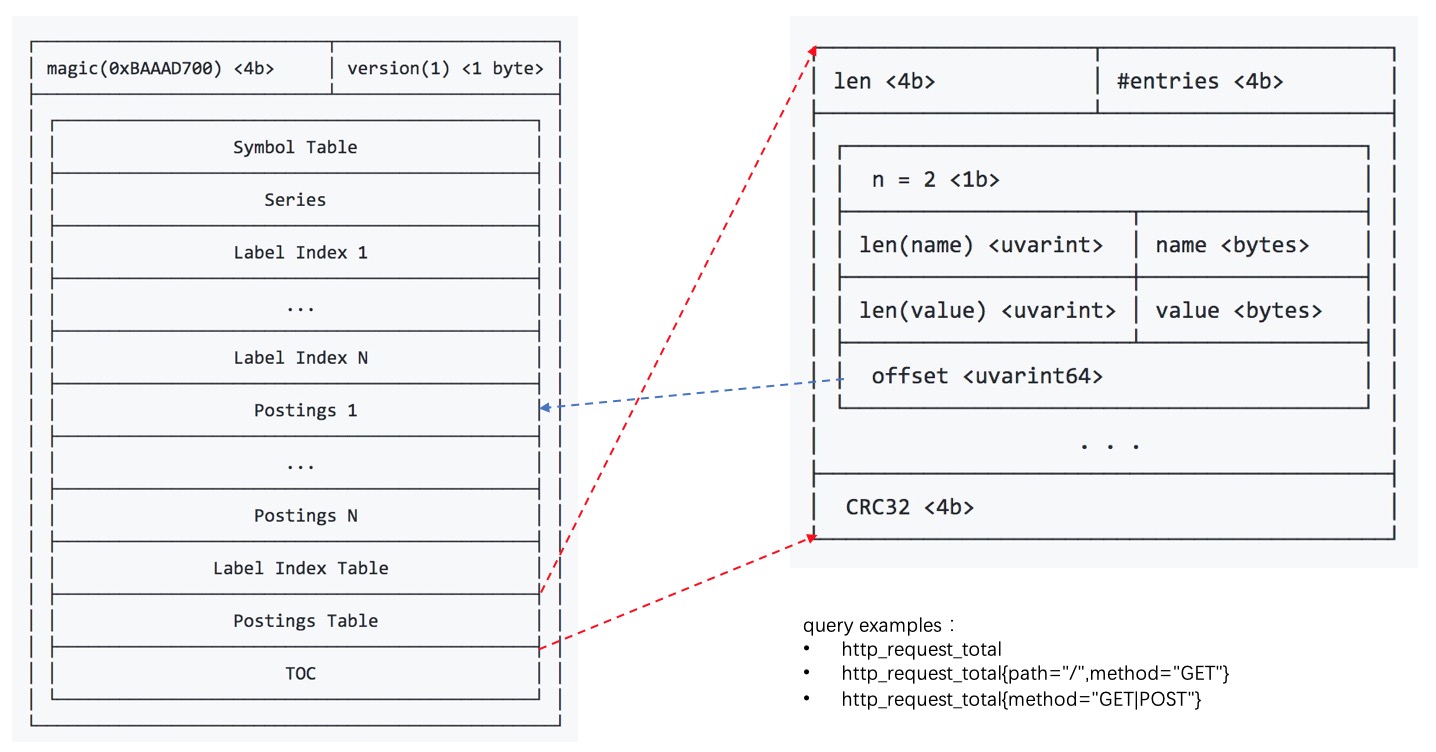 magic(0xBAAAD700) <4b> version(1) <1 byte>
Symbol Table
Series
Label Index 1
...
Label Index N
Postings 1
...
Postings N
Label Index Table
Postings Table
TOC
len <4b> #entries <4b>
n = 2 <1b>
len(name) <uvarint> name <bytes>
len(value) <uvarint> value <bytes>
offset <uvarint64>
. . .
CRC32 <4b>
query examples：
• http_request_total
• http_request_total{path="/",method="GET"}
• http_request_total{method="GET|POST"}